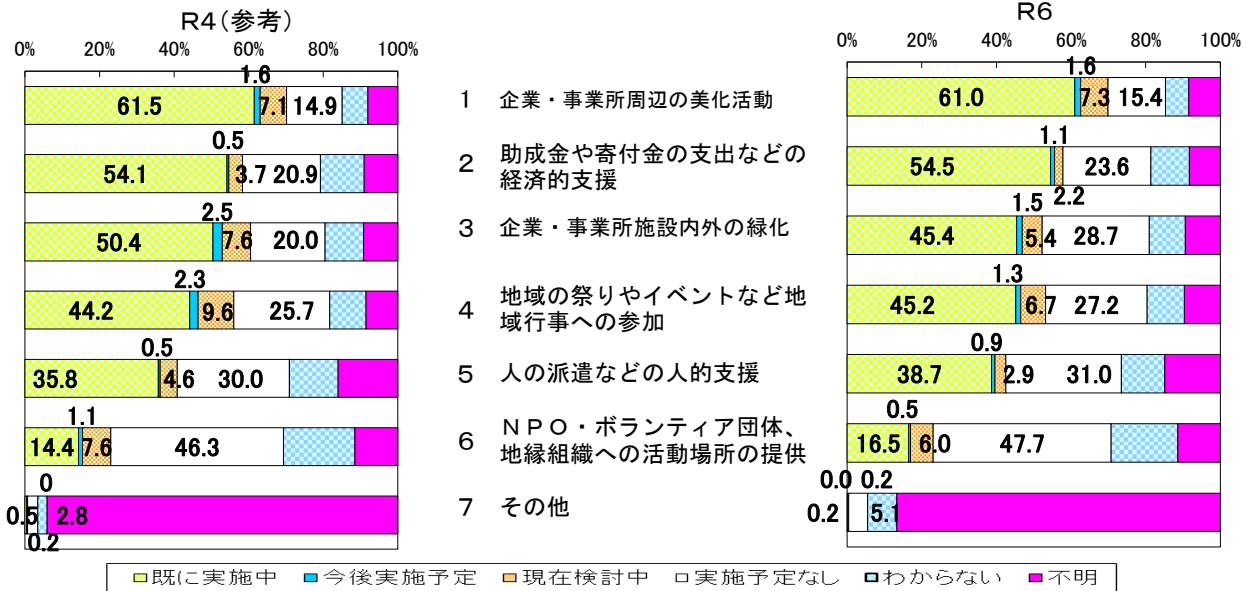 R4(参考)
0% 20% 40% 60% 80% 100%
1.6
61.5 7.1 14.9
0.5
54.1 3.7 20.9
2.5
50.4 7.6 20.0
2.3
44.2 9.6 25.7
0.5
35.8 4.6 30.0
1.1
14.4 7.6 46.3
0
0.5 2.8
0.2
1 企業・事業所周辺の美化活動
2 助成金や寄付金の支出などの
経済的支援
3 企業・事業所施設内外の緑化
4 地域の祭りやイベントなど地
域行事への参加
5 人の派遣などの人的支援
6 NPO・ボランティア団体、
地縁組織への活動場所の提供
7 その他
R6
0% 20% 40% 60% 80% 100%
1.6
61.0 7.3 15.4
1.1
54.5 23.6
2.2
1.5
45.4 5.4 28.7
1.3
45.2 6.7 27.2
0.9
38.7 2.9 31.0
0.5
16.5 6.0 47.7
0.0 0.2
0.2 5.1
既に実施中 今後実施予定 現在検討中 実施予定なし わからない 不明